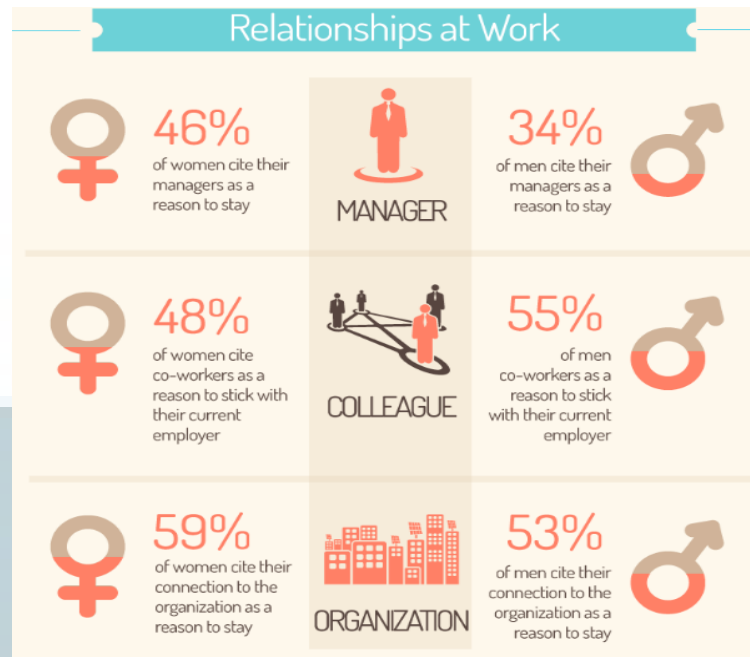 Relationships at Work
46%
of women cite their
managers as a
reason to stay
MANAGER
34%
of men cite their
managers as a
reason to stay
48%
of women cite
co-workers as a
reason to stick with
their current
employer
COLLEAGUE
55%
of men
co-workers as a
reason to stick
with their current
employer
59%
of women cite their
connection to the
organization as a
reason to stay
ORGANIZATION
53%
of men cite their
connection to the
organization as a
reason to stay